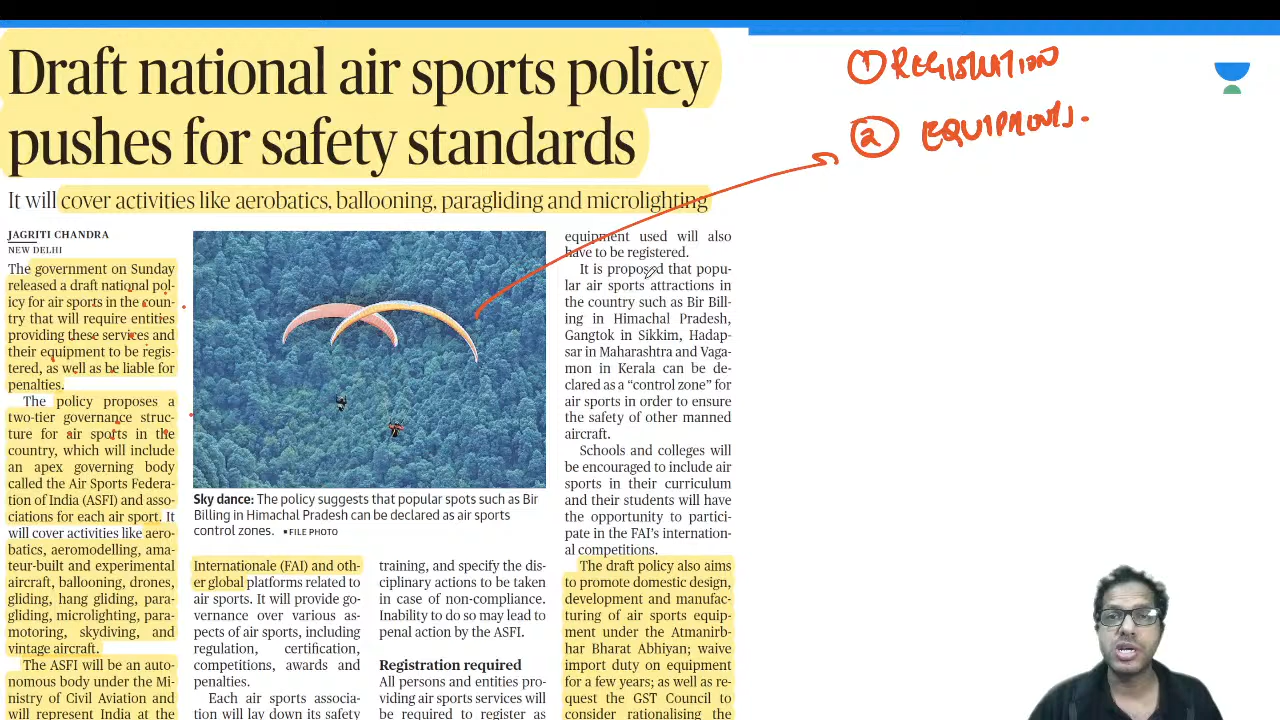 Draft national air sports policy
pushes for safety standards
It will cover activities like aerobatics, ballooning, paragliding and microlighting
JAGRITI CHANDRA
NEW DELHI
The government on Sunday
released a draft national pol-
icy for air sports in the coun-
try that will require entities
providing these services and
their equipment to be regis-
tered, as well as be liable for
penalties.
The policy proposes a
two-tier governance struc-
ture for air sports in the
country, which will include
an apex governing body
called the Air Sports Federa-
tion of India (ASFI) and asso-
ciations for each air sport. It
will cover activities like aero-
batics, aeromodelling, ama-
teur-built and experimental
aircraft, ballooning, drones,
gliding, hang gliding, para-
gliding, microlighting, para-
motoring, skydiving, and
vintage aircraft.
The ASFI will be an auto-
nomous body under the Mi-
nistry of Civil Aviation and
will represent India at the
Sky dance: The policy suggests that popular spots such as Bir
Billing in Himachal Pradesh can be declared as air sports
control zones. ▪FILE PHOTO
Internationale (FAI) and oth-
er global platforms related to
air sports. It will provide go-
vernance over various as-
pects of air sports, including
regulation, certification,
competitions, awards and
penalties.
Each air sports associa-
tion will lay down its safety
training, and specify the dis-
ciplinary actions to be taken
in case of non-compliance.
Inability to do so may lead to
penal action by the ASFI.
Registration required
All persons and entities pro-
viding air sports services will
be required to register as
equipment used will also
have to be registered.
It is proposed that popu-
lar air sports attractions in
the country such as Bir Bill-
ing in Himachal Pradesh,
Gangtok in Sikkim, Hadap-
sar in Maharashtra and Vaga-
mon in Kerala can be de-
clared as a “control zone” for
air sports in order to ensure
the safety of other manned
aircraft.
Schools and colleges will
be encouraged to include air
sports in their curriculum
and their students will have
the opportunity to partici-
pate in the FAI’s internation-
al competitions.
The draft policy also aims
to promote domestic design,
development and manufac-
turing of air sports equip-
ment under the Atmanirb-
har Bharat Abhiyan; waive
import duty on equipment
for a few years; as well as re-
quest the GST Council to
consider rationalising the
① REGISTRATION
② EQUIPMENTS.